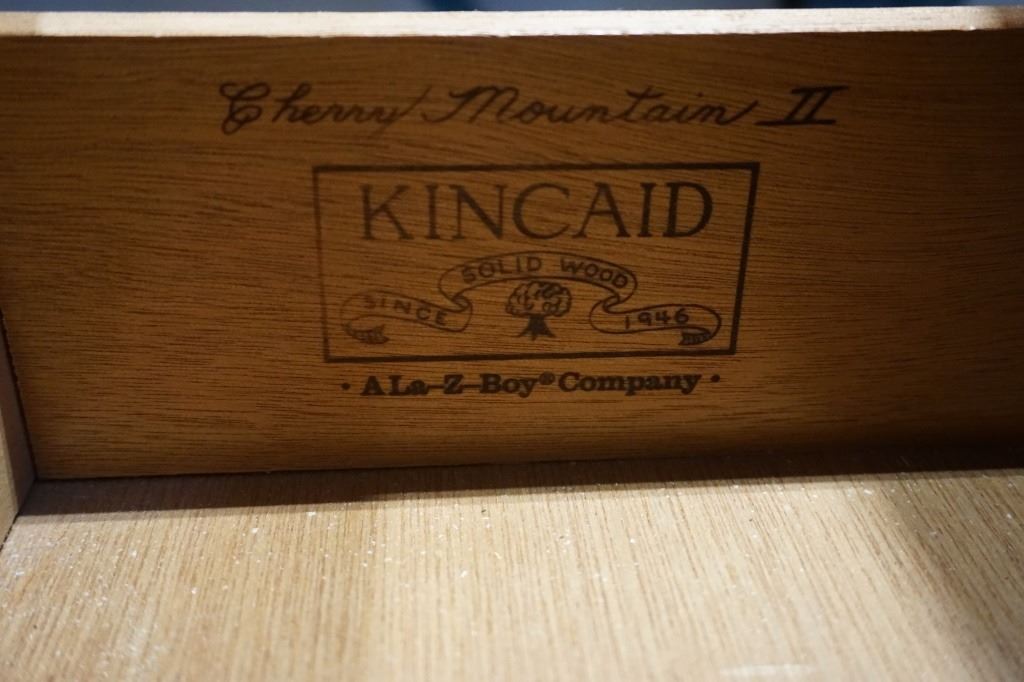 Cherry Mountain II
KINCAID
SOLID WOOD
SINCE 1946
• A La-Z-Boy® Company •